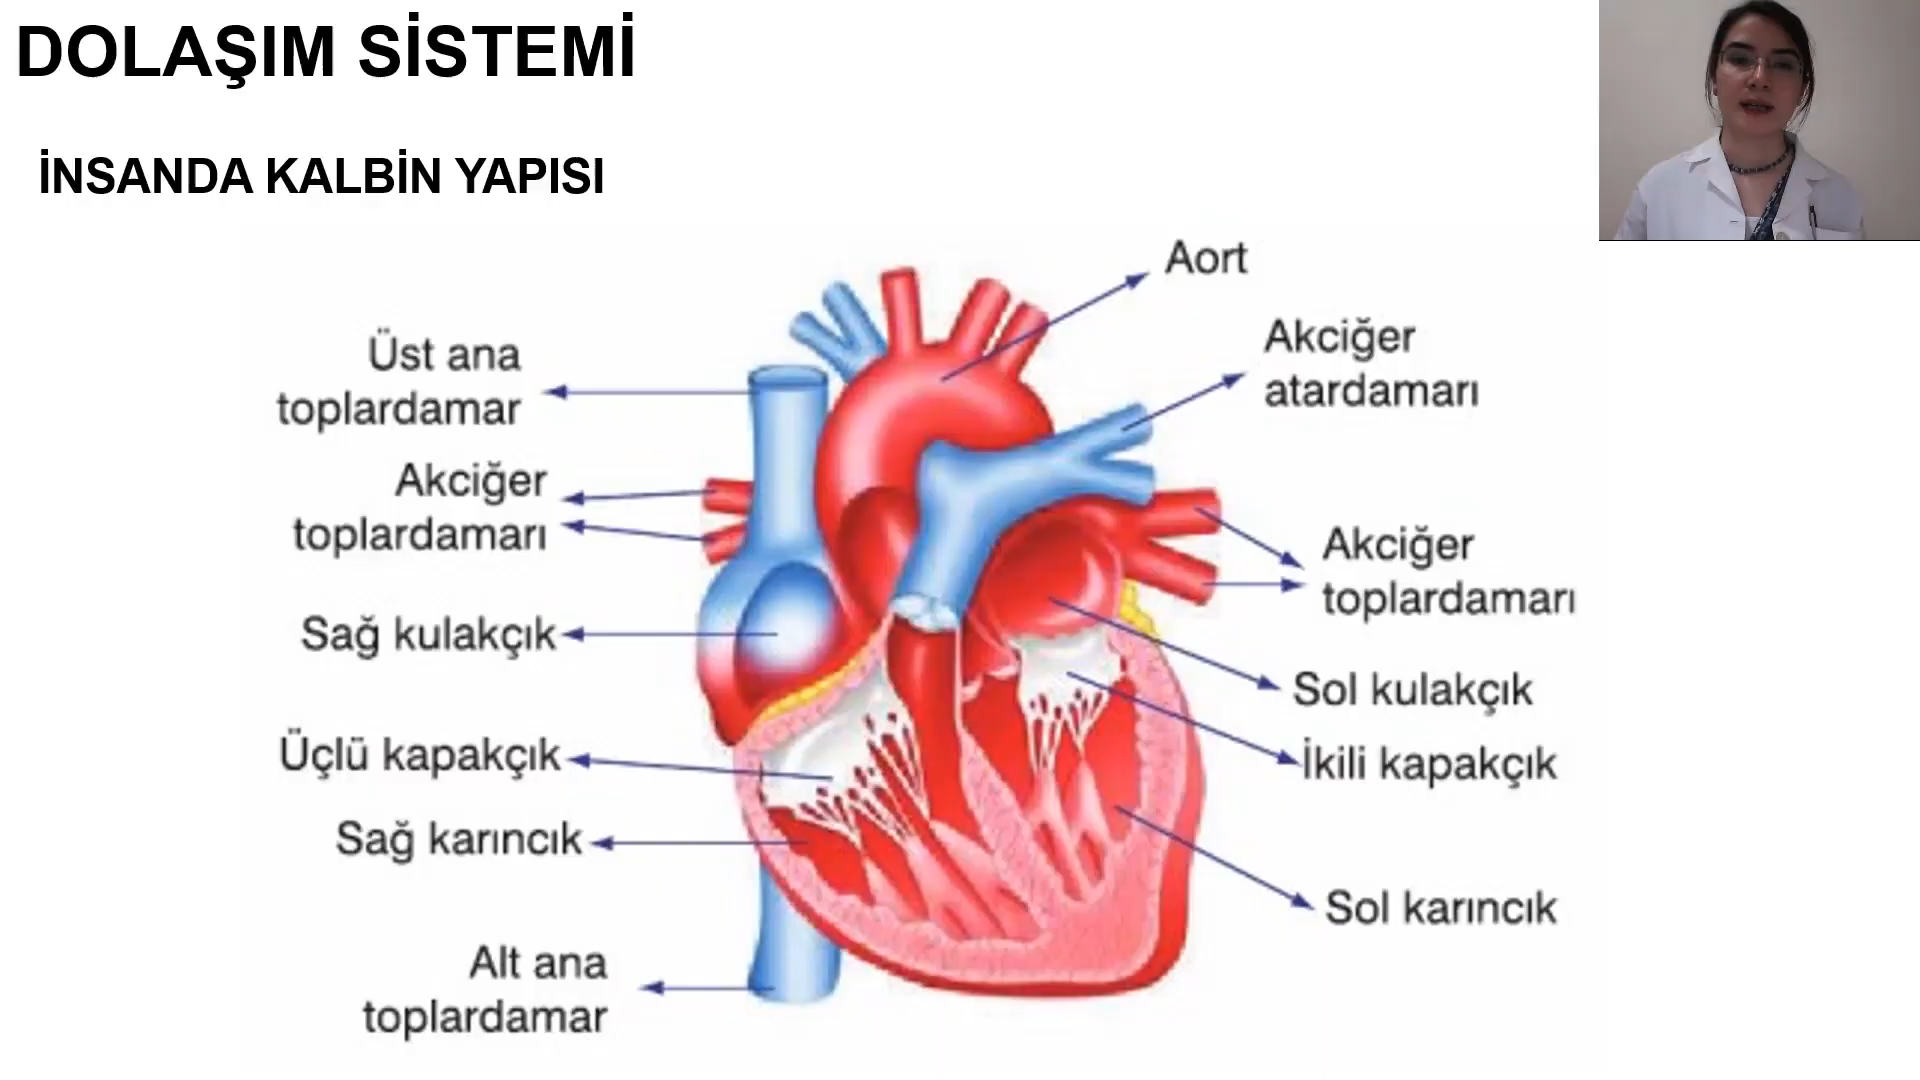 DOLAŞIM SİSTEMİ
İNSANDA KALBİN YAPISI
Aort
Akciğer
atardamarı
Üst ana
toplardamar
Akciğer
toplardamarı
Akciğer
toplardamarı
Sağ kulakçık
Sol kulakçık
Üçlü kapakçık
İkili kapakçık
Sağ karıncık
Sol karıncık
Alt ana
toplardamar